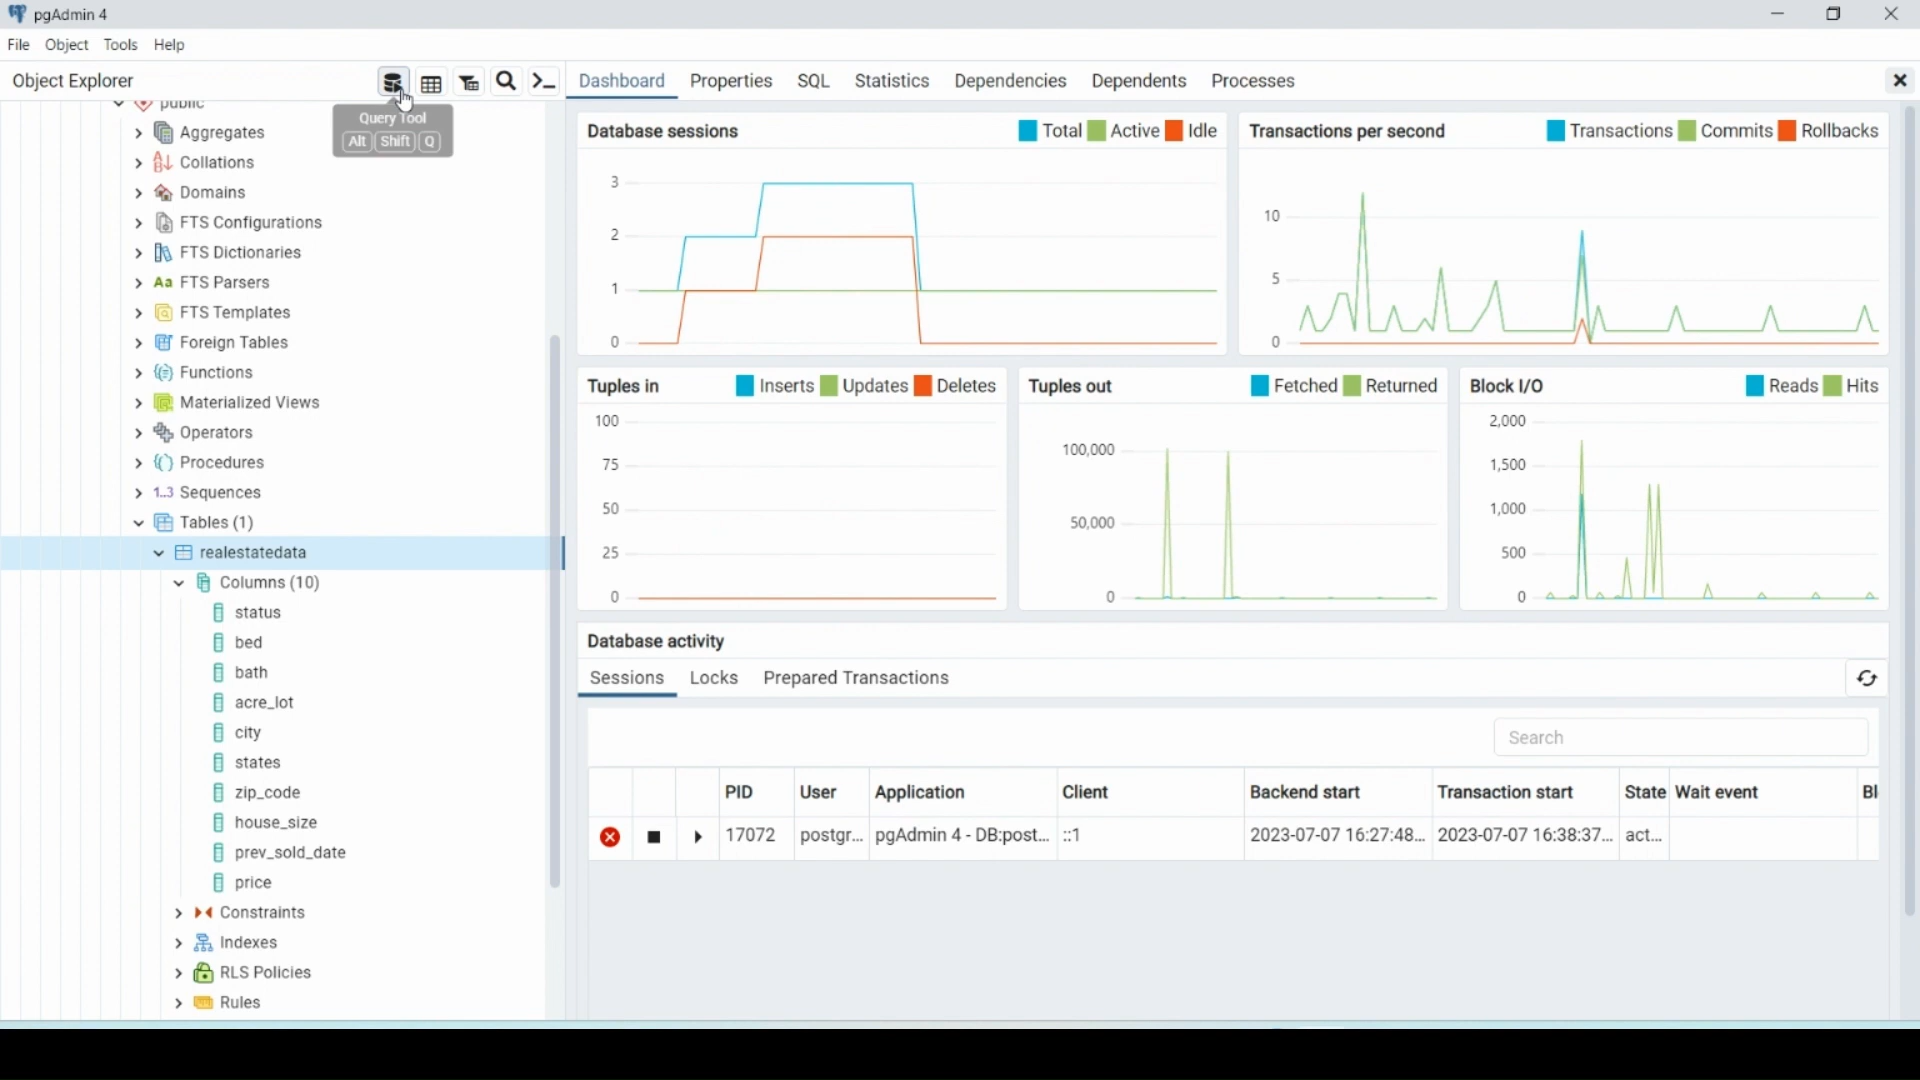 pgAdmin 4
File Object Tools Help
Object Explorer
Dashboard Properties SQL Statistics Dependencies Dependents Processes
Query Tool
Alt Shift Q
public
Aggregates
Collations
Domains
FTS Configurations
FTS Dictionaries
Aa FTS Parsers
FTS Templates
Foreign Tables
Functions
Materialized Views
Operators
Procedures
1..3 Sequences
Tables (1)
realestatedata
Columns (10)
status
bed
bath
acre_lot
city
states
zip_code
house_size
prev_sold_date
price
Constraints
Indexes
RLS Policies
Rules
Database sessions Total Active Idle
3
2
1
0
Transactions per second Transactions Commits Rollbacks
10
5
0
Tuples in Inserts Updates Deletes
100
75
50
25
0
Tuples out Fetched Returned
100,000
50,000
0
Block I/O Reads Hits
2,000
1,500
1,000
500
0
Database activity
Sessions Locks Prepared Transactions
Search
PID User Application Client Backend start Transaction start State Wait event Bl
17072 postgr... pgAdmin 4 - DB:post... ::1 2023-07-07 16:27:48... 2023-07-07 16:38:37... act...